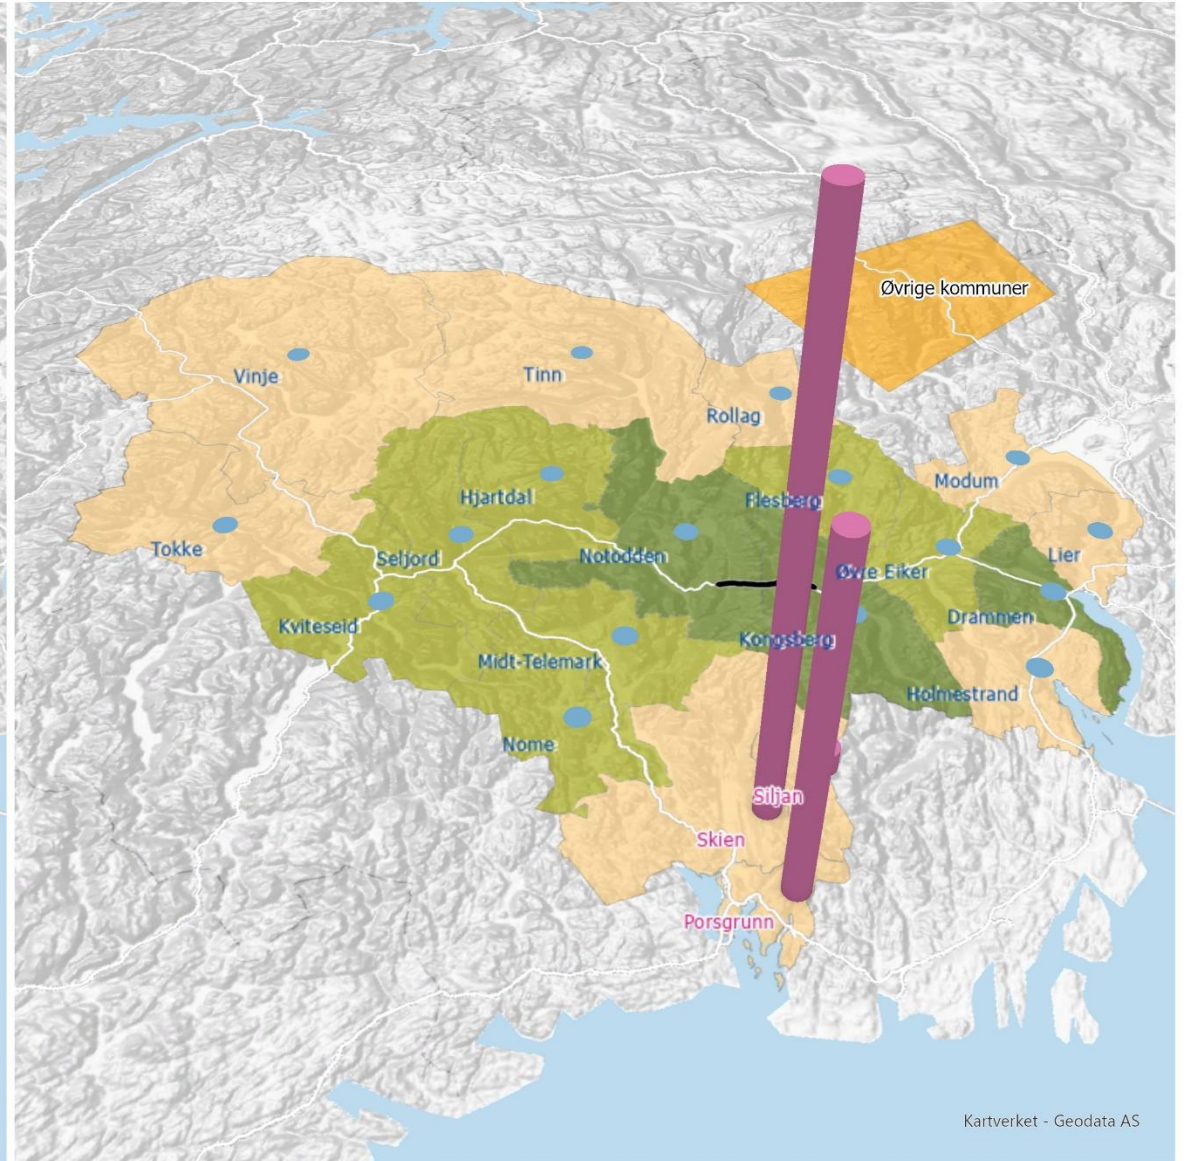 Øvrige kommuner
Vinje
Tinn
Rollag
Modum
Hjartdal
Flesberg
Tokke
Seljord
Notodden
Øvre Eiker
Lier
Kviteseid
Midt-Telemark
Kongsberg
Drammen
Holmestrand
Nome
Siljan
Skien
Porsgrunn
Kartverket - Geodata AS